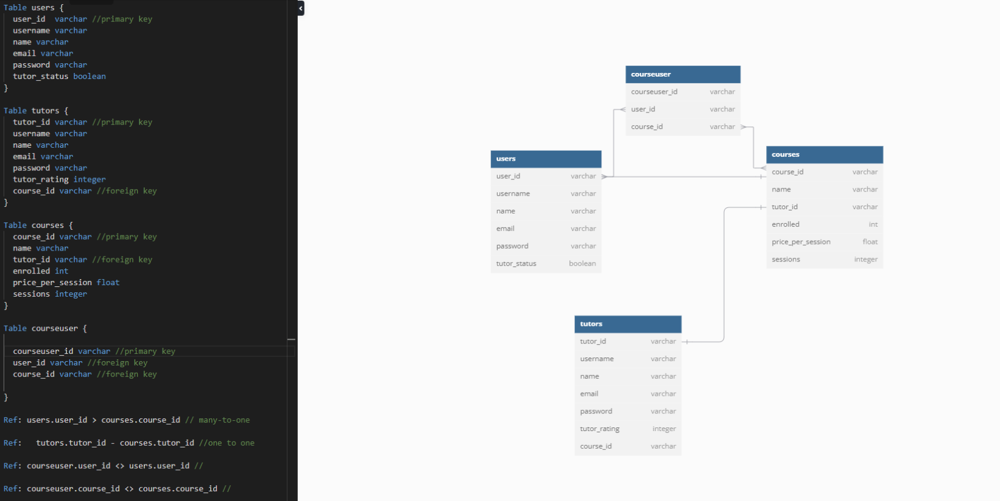 Table users {
user_id  varchar //primary key
username varchar
name varchar
email varchar
password varchar
tutor_status boolean
}
Table tutors {
tutor_id varchar //primary key
username varchar
name varchar
email varchar
password varchar
tutor_rating integer
course_id varchar //foreign key
}
Table courses {
course_id varchar //primary key
name varchar
tutor_id varchar //foreign key
enrolled int
price_per_session float
sessions integer
}
Table courseuser {
courseuser_id varchar //primary key
user_id varchar //foreign key
course_id varchar //foreign key
}
Ref: users.user_id > courses.course_id // many-to-one
Ref:   tutors.tutor_id - courses.tutor_id //one to one
Ref: courseuser.user_id <> users.user_id //
Ref: courseuser.course_id <> courses.course_id //
courseuser
courseuser_id varchar
user_id varchar
course_id varchar
users
user_id varchar
username varchar
name varchar
email varchar
password varchar
tutor_status boolean
courses
course_id varchar
name varchar
tutor_id varchar
enrolled int
price_per_session float
sessions integer
tutors
tutor_id varchar
username varchar
name varchar
email varchar
password varchar
tutor_rating integer
course_id varchar